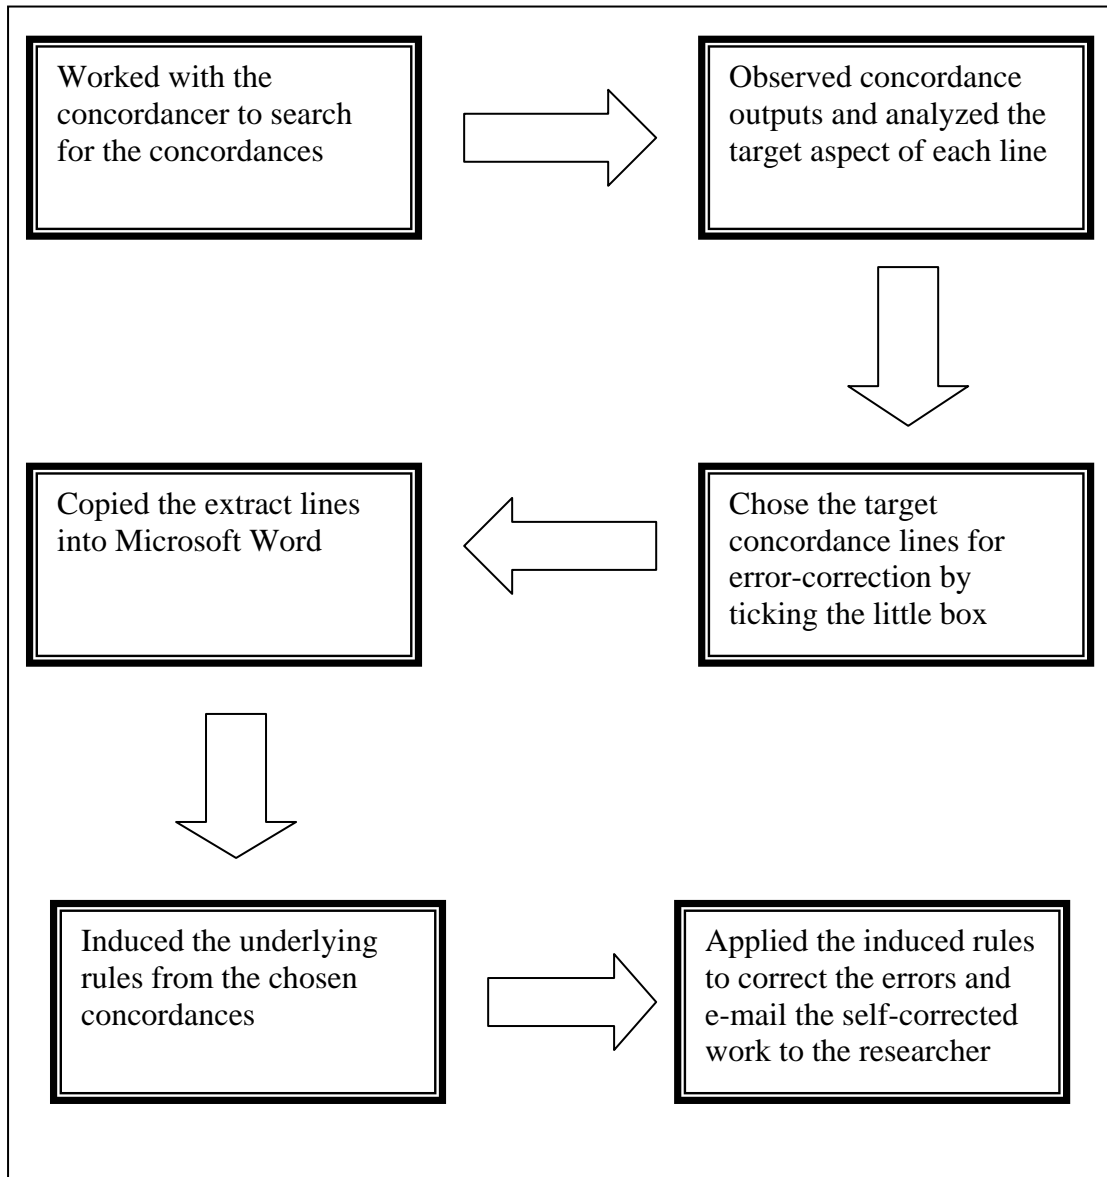 Worked with the
concordancer to search
for the concordances
Observed concordance
outputs and analyzed the
target aspect of each line
Chose the target
concordance lines for
error-correction by
ticking the little box
Copied the extract lines
into Microsoft Word
Induced the underlying
rules from the chosen
concordances
Applied the induced rules
to correct the errors and
e-mail the self-corrected
work to the researcher